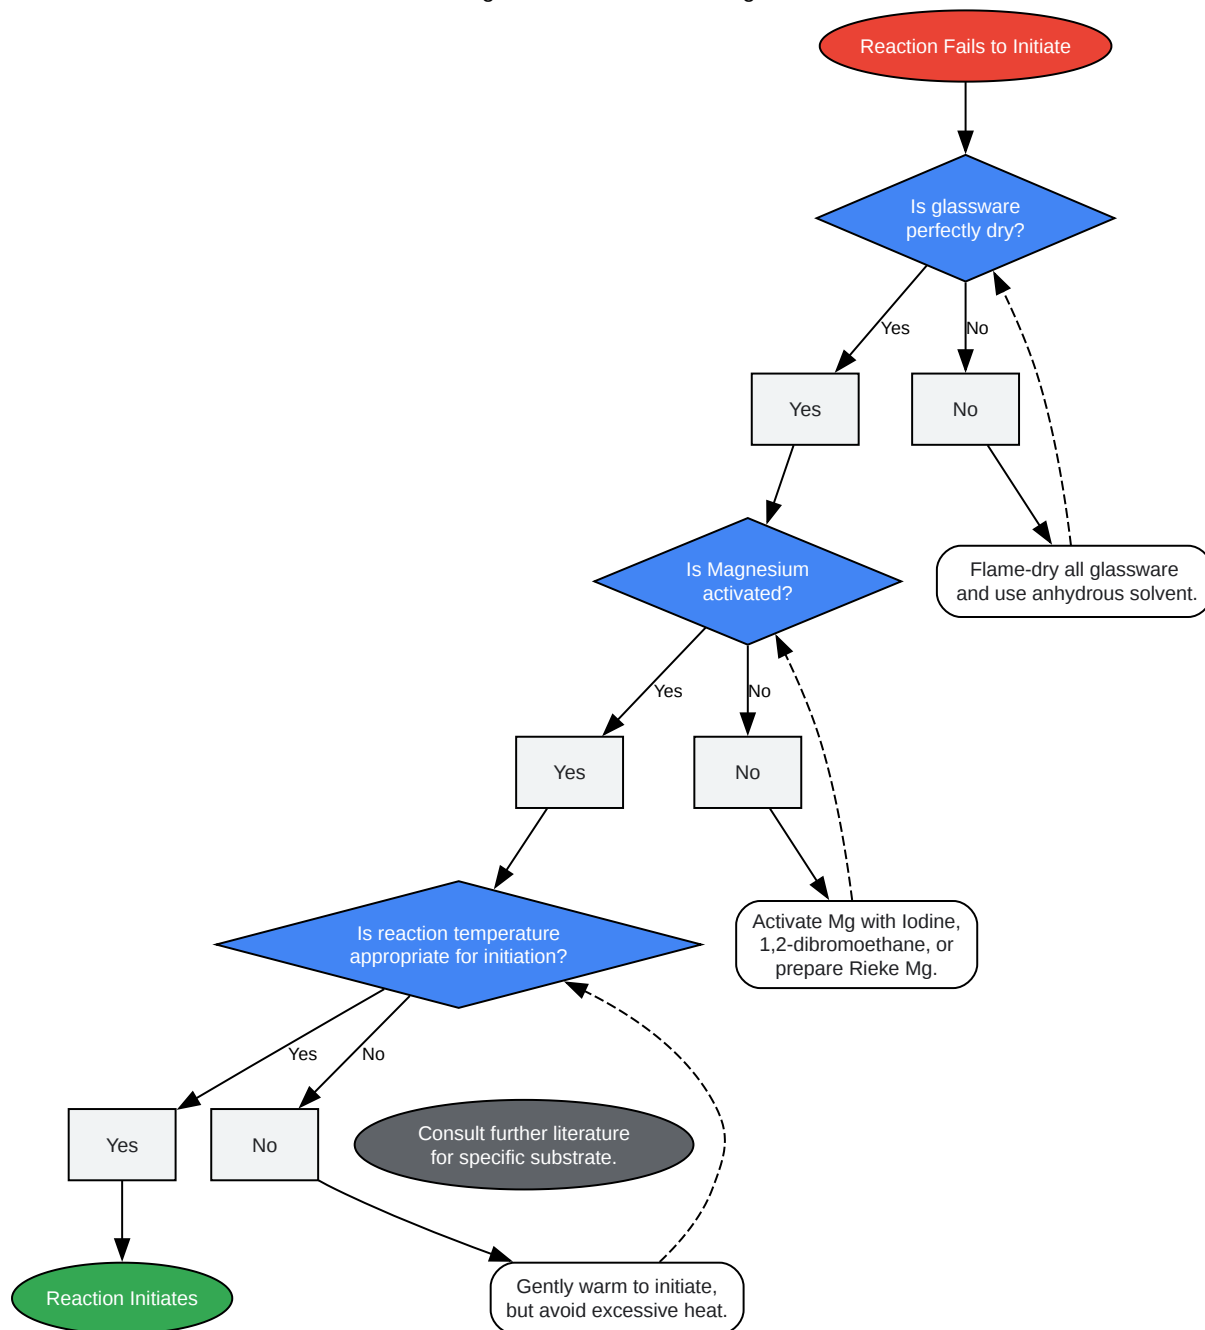 Reaction Fails to Initiate
Is glassware
perfectly dry?
Yes
No
Yes
No
Is Magnesium
activated?
Flame-dry all glassware
and use anhydrous solvent.
Yes
No
Yes
No
Is reaction temperature
appropriate for initiation?
Activate Mg with Iodine,
1,2-dibromoethane, or
prepare Rieke Mg.
Yes
No
Yes
No
Consult further literature
for specific substrate.
Reaction Initiates
Gently warm to initiate,
but avoid excessive heat.